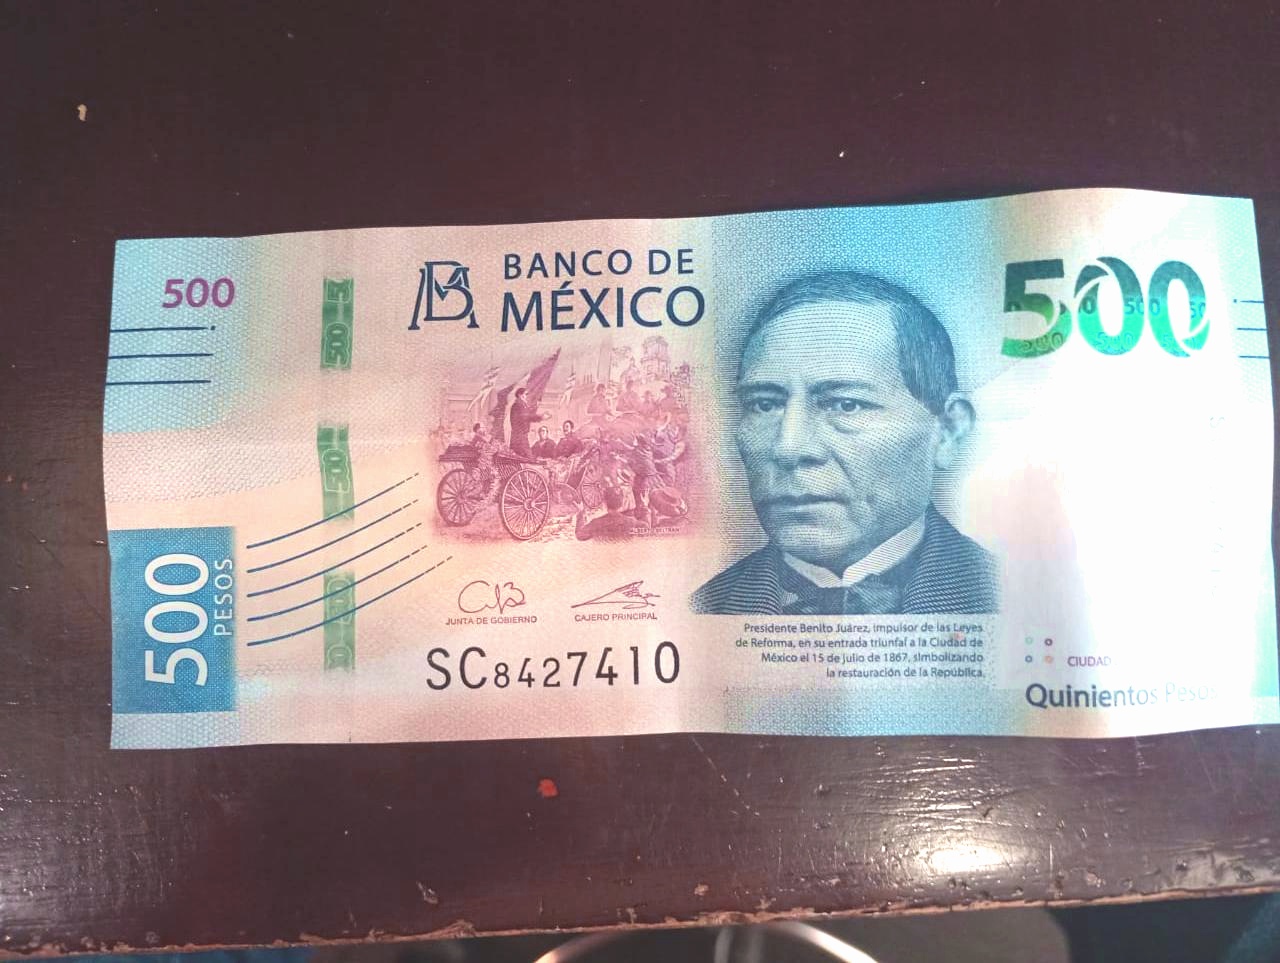 500
BANCO DE
MÉXICO
500
500
PESOS
JUNTA DE GOBIERNO
CAJERO PRINCIPAL
SC8427410
Presidente Benito Juárez, impulsor de las Leyes
de Reforma, en su entrada triunfal a la Ciudad de
México el 15 de julio de 1867, simbolizando
la restauración de la República.
CIUDAD
Quinientos Pesos